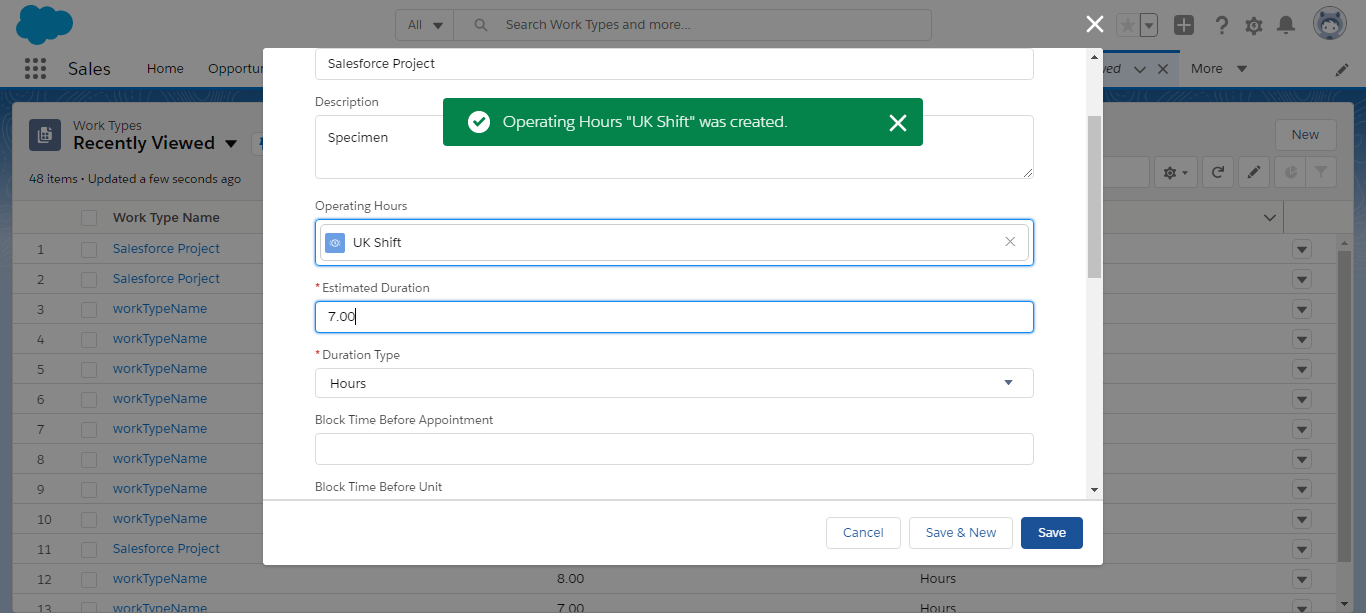 All
Search Work Types and more...
Sales
Home
Opportun
ved
More
Work Types
Recently Viewed
New
48 items • Updated a few seconds ago
Work Type Name
1 Salesforce Project
2 Salesforce Porject
3 workTypeName
4 workTypeName
5 workTypeName
6 workTypeName
7 workTypeName
8 workTypeName
9 workTypeName
10 workTypeName
11 Salesforce Project
12 workTypeName 8.00 Hours
13 workTypeName 7.00 Hours
Salesforce Project
Description
Specimen
Operating Hours "UK Shift" was created.
Operating Hours
UK Shift
* Estimated Duration
7.00
* Duration Type
Hours
Block Time Before Appointment
Block Time Before Unit
Cancel
Save & New
Save